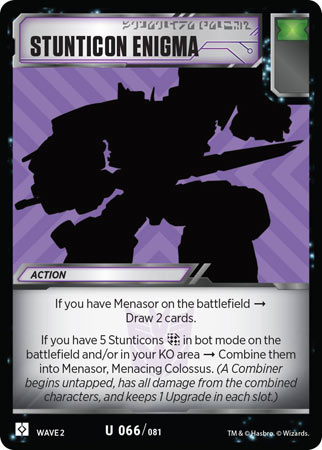 STUNTICON ENIGMA
ACTION
If you have Menasor on the battlefield →
Draw 2 cards.
If you have 5 Stunticons in bot mode on the
battlefield and/or in your KO area → Combine them
into Menasor, Menacing Colossus. (A Combiner
begins untapped, has all damage from the combined
characters, and keeps 1 Upgrade in each slot.)
WAVE 2
U 066/081
TM & © Hasbro. © Wizards.